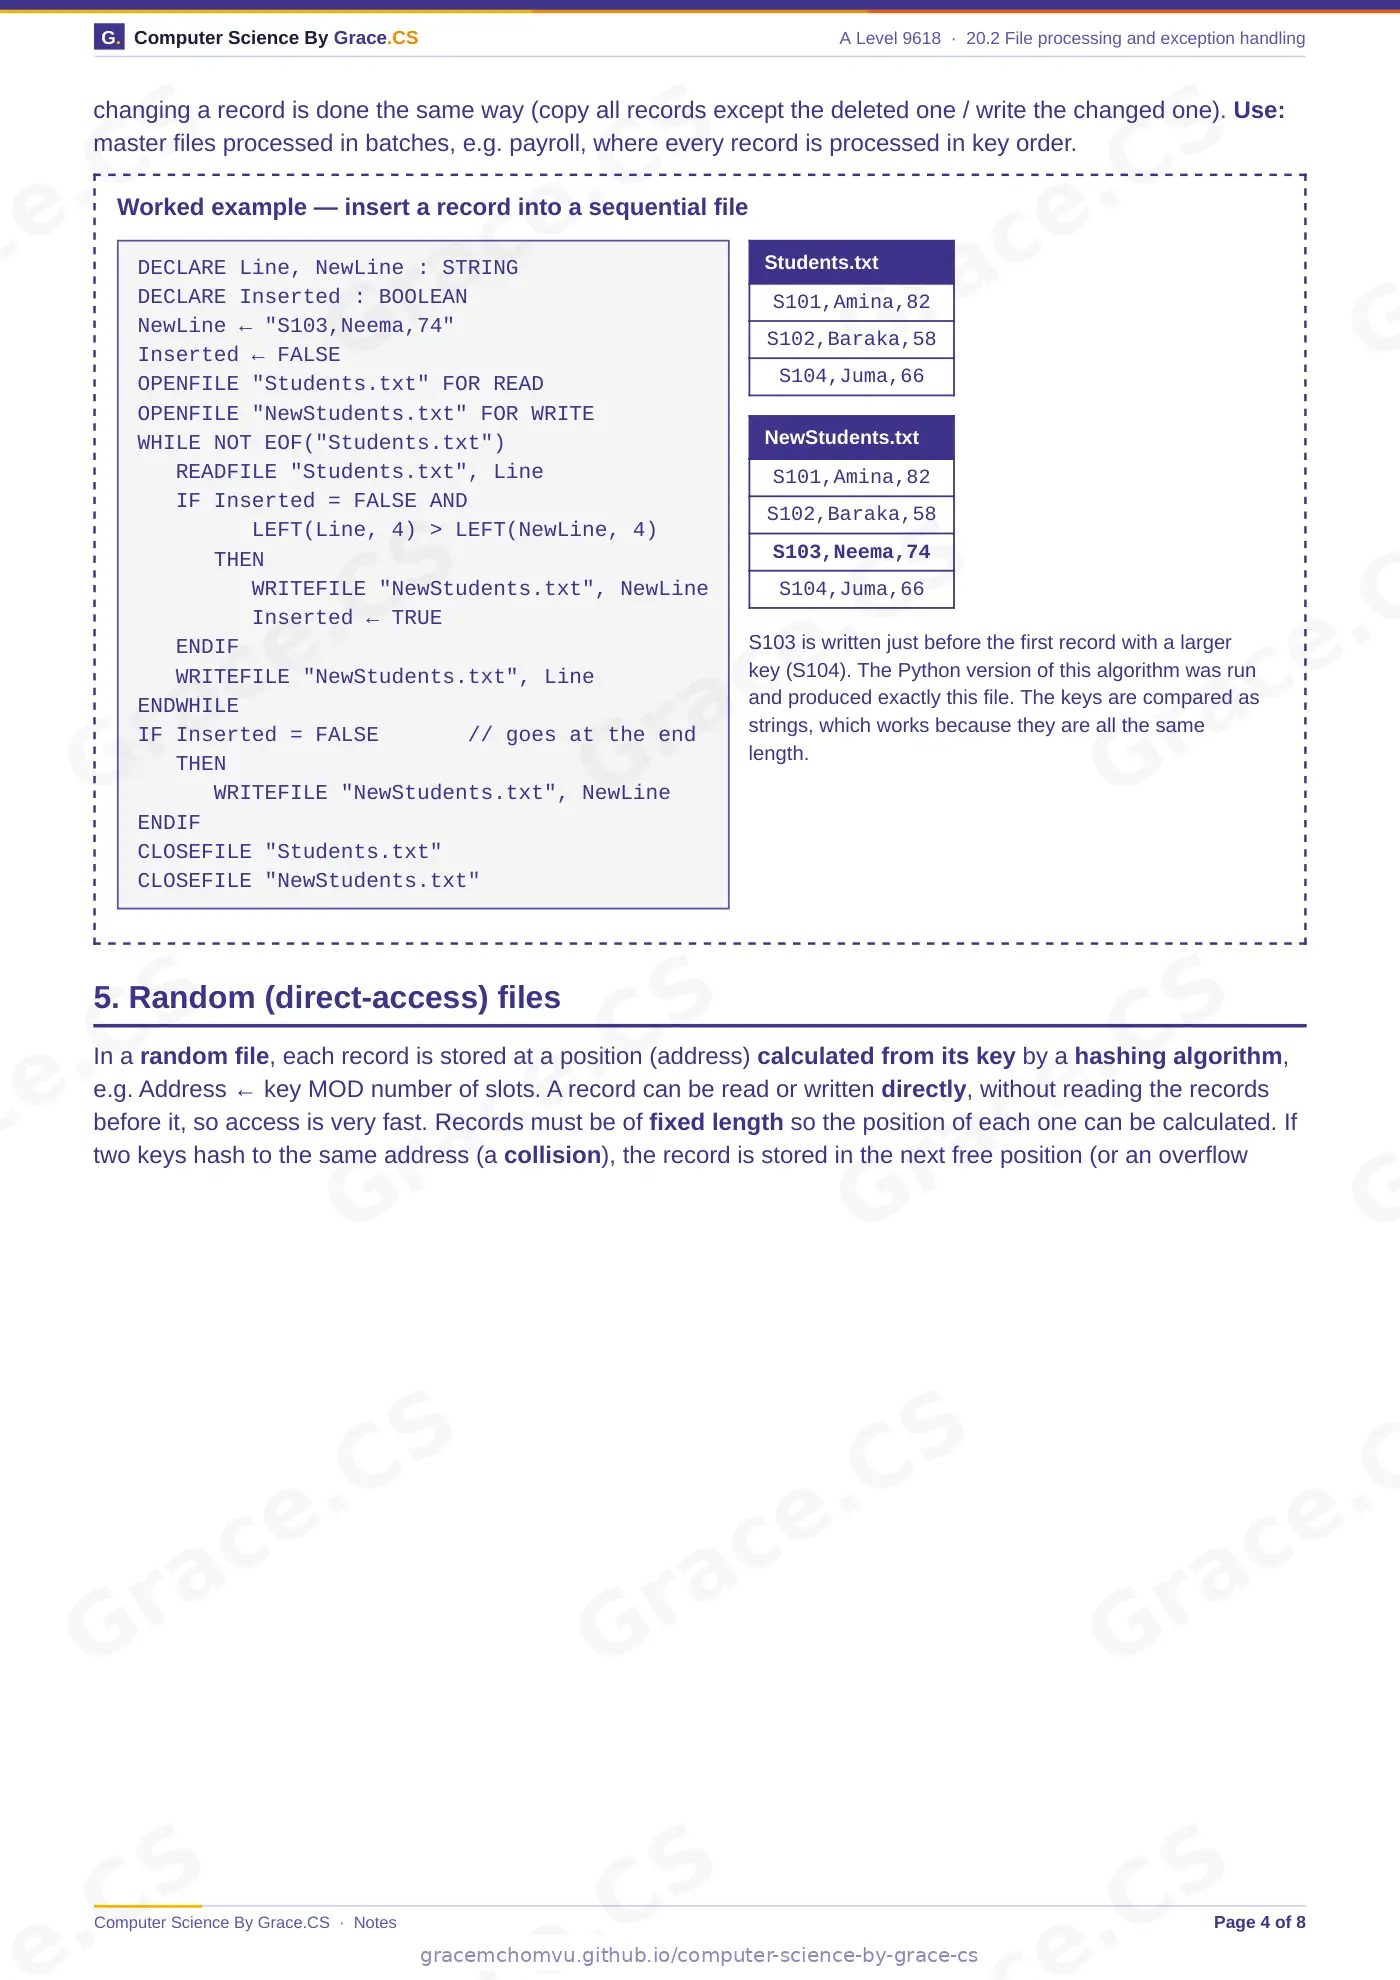 G. Computer Science By Grace.CS
A Level 9618 · 20.2 File processing and exception handling
changing a record is done the same way (copy all records except the deleted one / write the changed one). Use:
master files processed in batches, e.g. payroll, where every record is processed in key order.
Worked example — insert a record into a sequential file
DECLARE Line, NewLine : STRING
DECLARE Inserted : BOOLEAN
NewLine ← "S103,Neema,74"
Inserted ← FALSE
OPENFILE "Students.txt" FOR READ
OPENFILE "NewStudents.txt" FOR WRITE
WHILE NOT EOF("Students.txt")
   READFILE "Students.txt", Line
   IF Inserted = FALSE AND
         LEFT(Line, 4) > LEFT(NewLine, 4)
      THEN
         WRITEFILE "NewStudents.txt", NewLine
         Inserted ← TRUE
   ENDIF
   WRITEFILE "NewStudents.txt", Line
ENDWHILE
IF Inserted = FALSE       // goes at the end
   THEN
      WRITEFILE "NewStudents.txt", NewLine
ENDIF
CLOSEFILE "Students.txt"
CLOSEFILE "NewStudents.txt"
Students.txt
S101,Amina,82
S102,Baraka,58
S104,Juma,66
NewStudents.txt
S101,Amina,82
S102,Baraka,58
S103,Neema,74
S104,Juma,66
S103 is written just before the first record with a larger
key (S104). The Python version of this algorithm was run
and produced exactly this file. The keys are compared as
strings, which works because they are all the same
length.
5. Random (direct-access) files
In a random file, each record is stored at a position (address) calculated from its key by a hashing algorithm,
e.g. Address ← key MOD number of slots. A record can be read or written directly, without reading the records
before it, so access is very fast. Records must be of fixed length so the position of each one can be calculated. If
two keys hash to the same address (a collision), the record is stored in the next free position (or an overflow
Grace.CS
Grace.CS
Grace.CS
Computer Science By Grace.CS · Notes
Page 4 of 8
gracemchomvu.github.io/computer-science-by-grace-cs